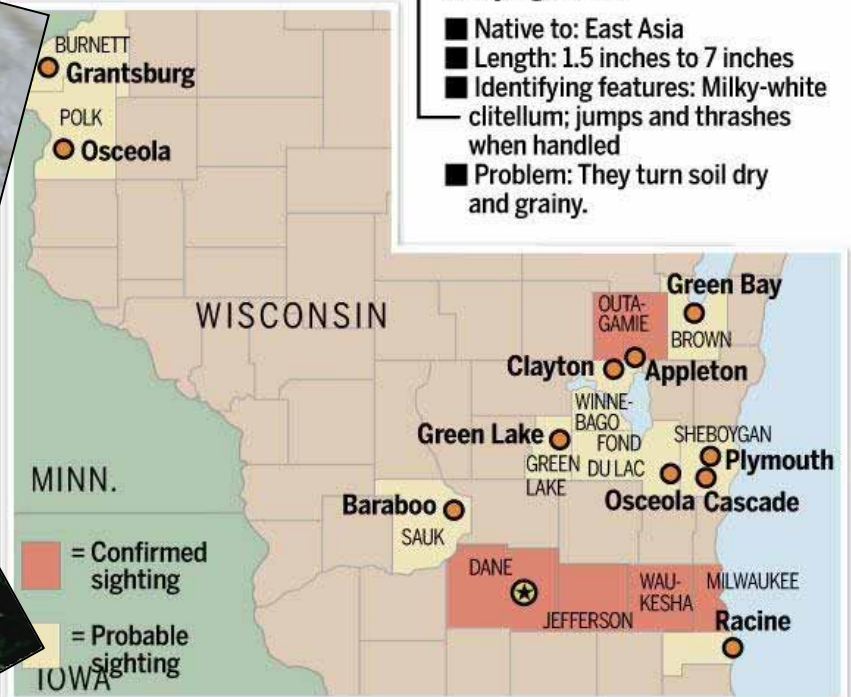 ■ Native to: East Asia
■ Length: 1.5 inches to 7 inches
■ Identifying features: Milky-white
clitellum; jumps and thrashes
when handled
■ Problem: They turn soil dry
and grainy.
BURNETT
Grantsburg
POLK
Osceola
WISCONSIN
Green Bay
OUTA-
GAMIE
BROWN
Clayton
Appleton
WINNE-
BAGO
Green Lake
FOND
DU LAC
SHEBOYGAN
GREEN
LAKE
Plymouth
Osceola
Cascade
MINN.
Baraboo
SAUK
= Confirmed
sighting
DANE
JEFFERSON
WAU-
KESHA
MILWAUKEE
Racine
= Probable
sighting
IOWA